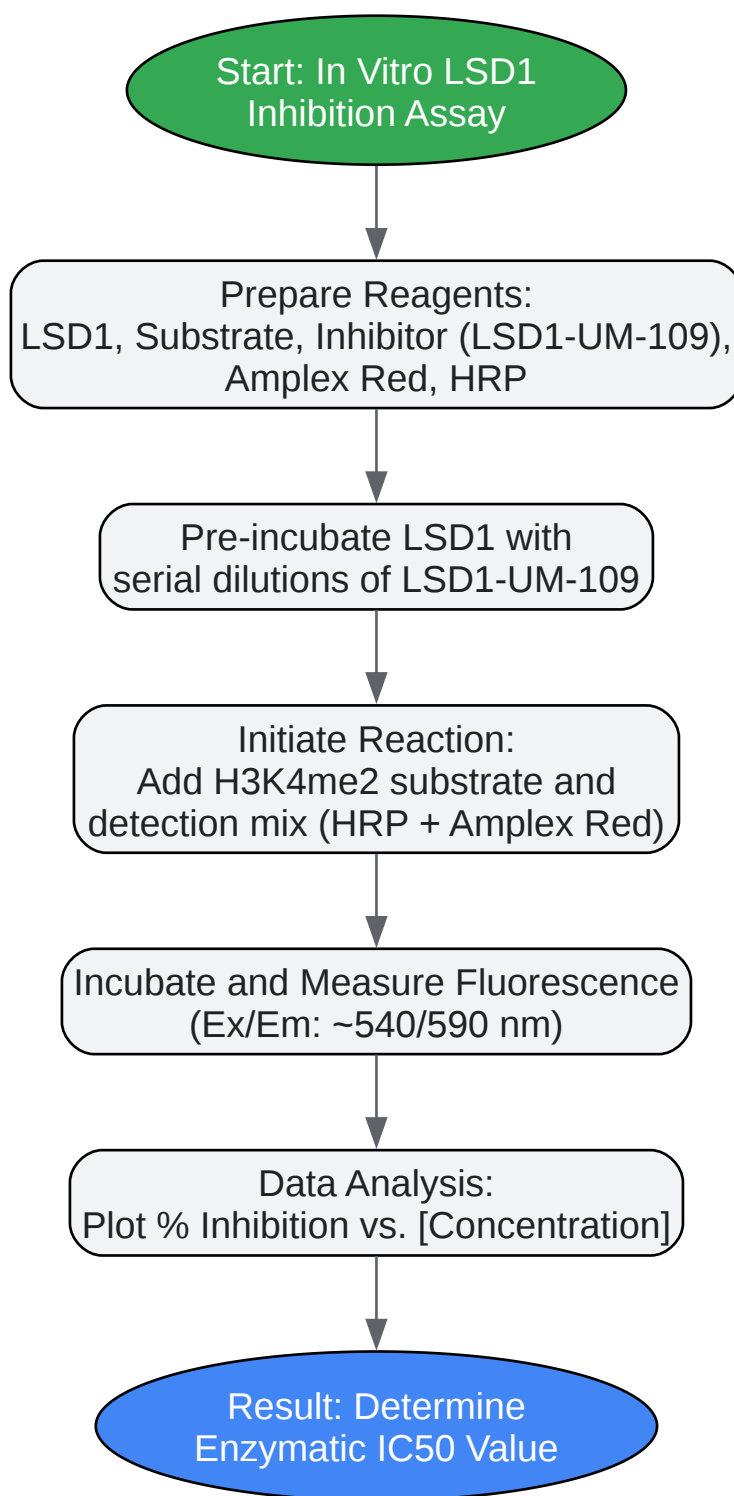 Start: In Vitro LSD1
Inhibition Assay
Prepare Reagents:
LSD1, Substrate, Inhibitor (LSD1-UM-109),
Amplex Red, HRP
Pre-incubate LSD1 with
serial dilutions of LSD1-UM-109
Initiate Reaction:
Add H3K4me2 substrate and
detection mix (HRP + Amplex Red)
Incubate and Measure Fluorescence
(Ex/Em: ~540/590 nm)
Data Analysis:
Plot % Inhibition vs. [Concentration]
Result: Determine
Enzymatic IC50 Value